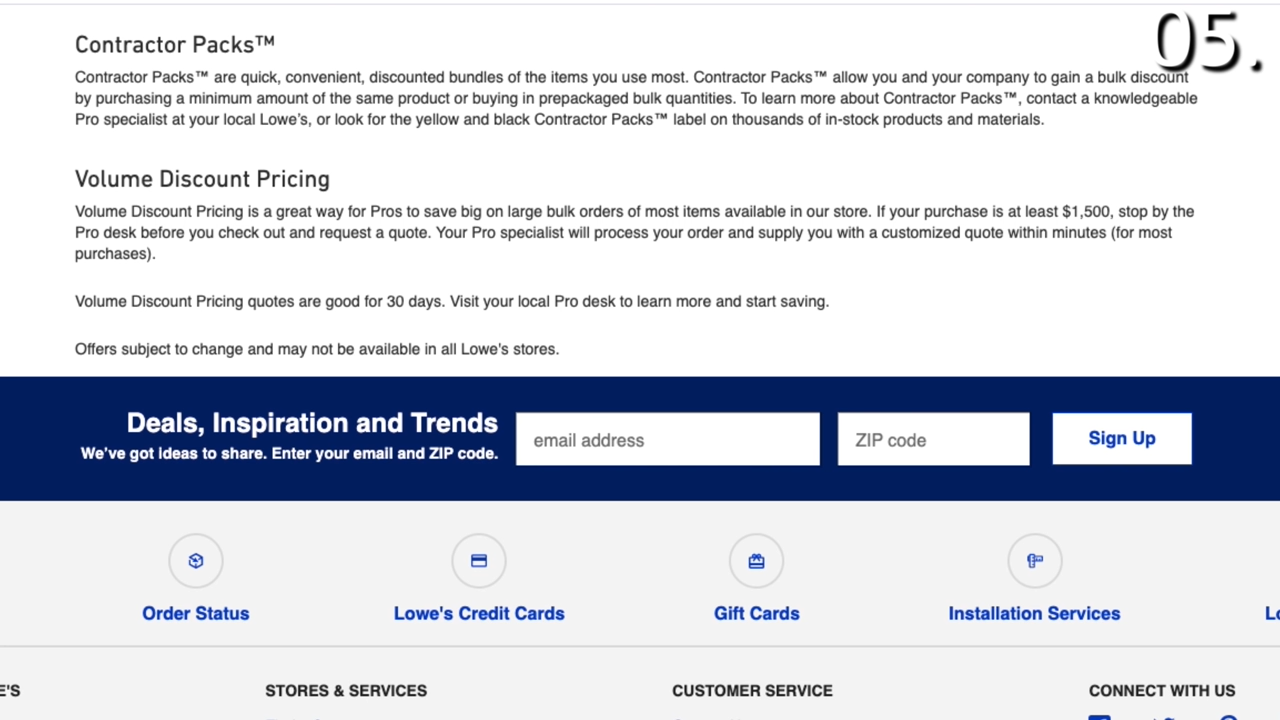 05.
Contractor Packs™
Contractor Packs™ are quick, convenient, discounted bundles of the items you use most. Contractor Packs™ allow you and your company to gain a bulk discount
by purchasing a minimum amount of the same product or buying in prepackaged bulk quantities. To learn more about Contractor Packs™, contact a knowledgeable
Pro specialist at your local Lowe's, or look for the yellow and black Contractor Packs™ label on thousands of in-stock products and materials.
Volume Discount Pricing
Volume Discount Pricing is a great way for Pros to save big on large bulk orders of most items available in our store. If your purchase is at least $1,500, stop by the
Pro desk before you check out and request a quote. Your Pro specialist will process your order and supply you with a customized quote within minutes (for most
purchases).
Volume Discount Pricing quotes are good for 30 days. Visit your local Pro desk to learn more and start saving.
Offers subject to change and may not be available in all Lowe's stores.
Deals, Inspiration and Trends
We've got ideas to share. Enter your email and ZIP code.
email address
ZIP code
Sign Up
Order Status
Lowe's Credit Cards
Gift Cards
Installation Services
E'S
STORES & SERVICES
CUSTOMER SERVICE
CONNECT WITH US